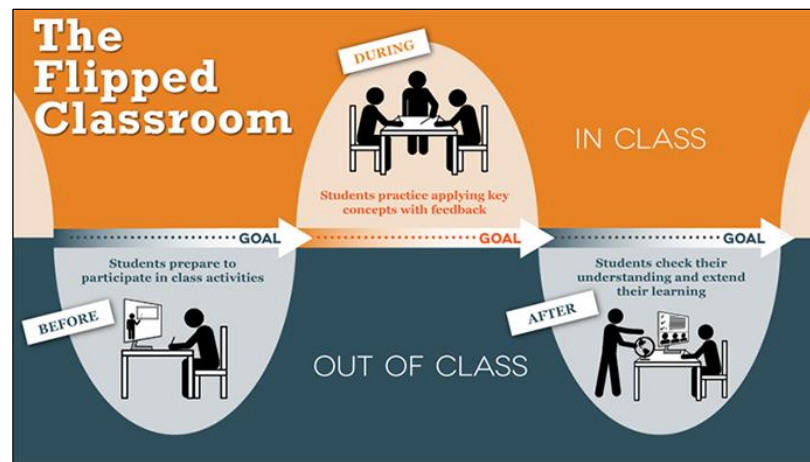 The
Flipped
Classroom
DURING
IN CLASS
Students practice applying key
concepts with feedback
GOAL
GOAL
GOAL
Students prepare to
participate in class activities
Students check their
understanding and extend
their learning
BEFORE
AFTER
OUT OF CLASS